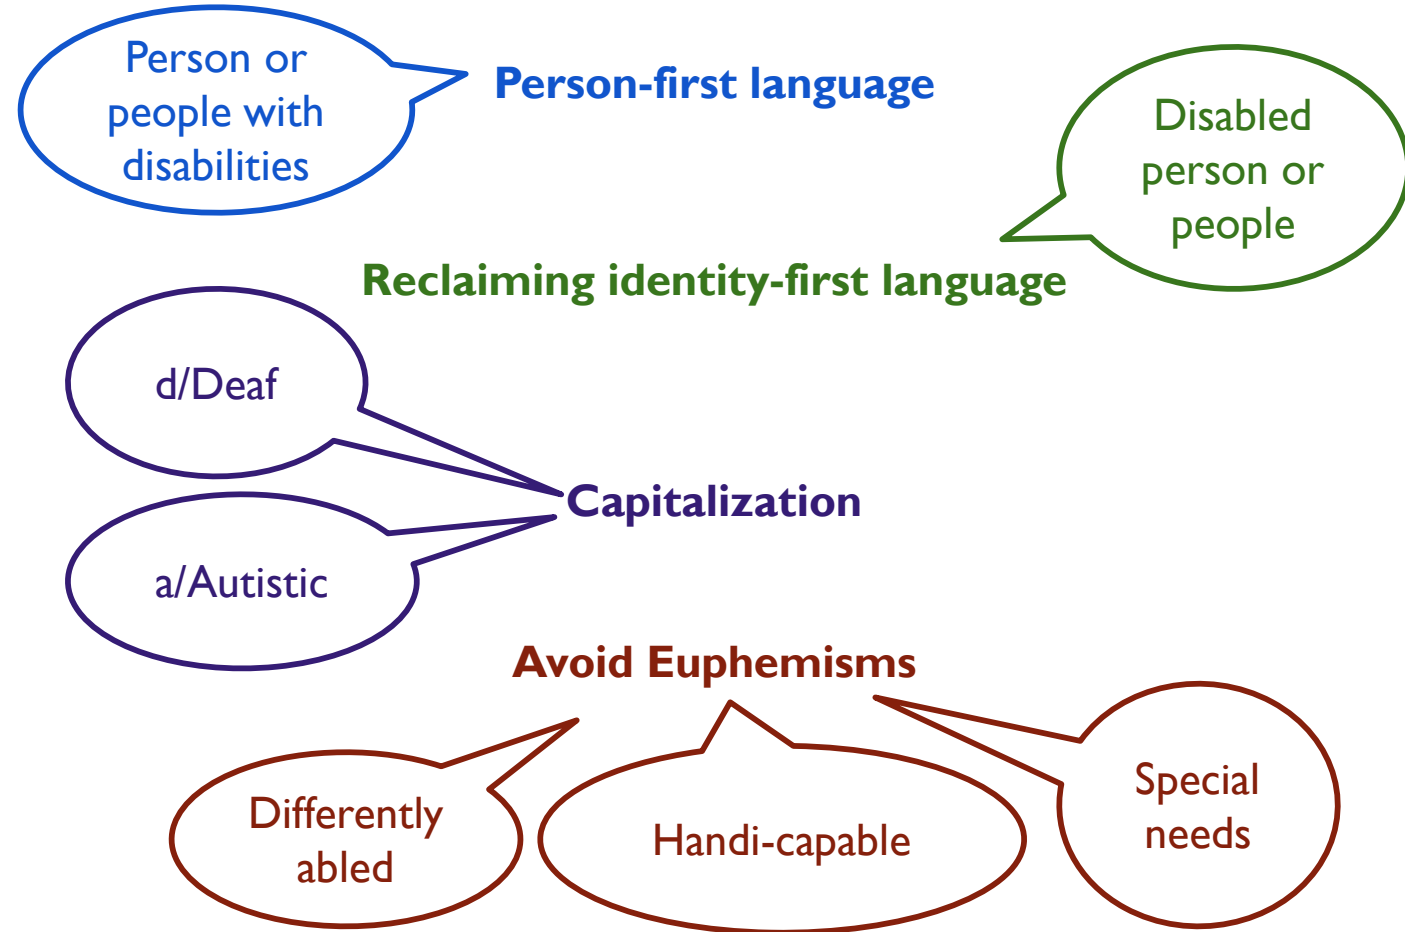 Person or
people with
disabilities
Person-first language
Disabled
person or
people
Reclaiming identity-first language
d/Deaf
Capitalization
a/Autistic
Avoid Euphemisms
Differently
abled
Handi-capable
Special
needs